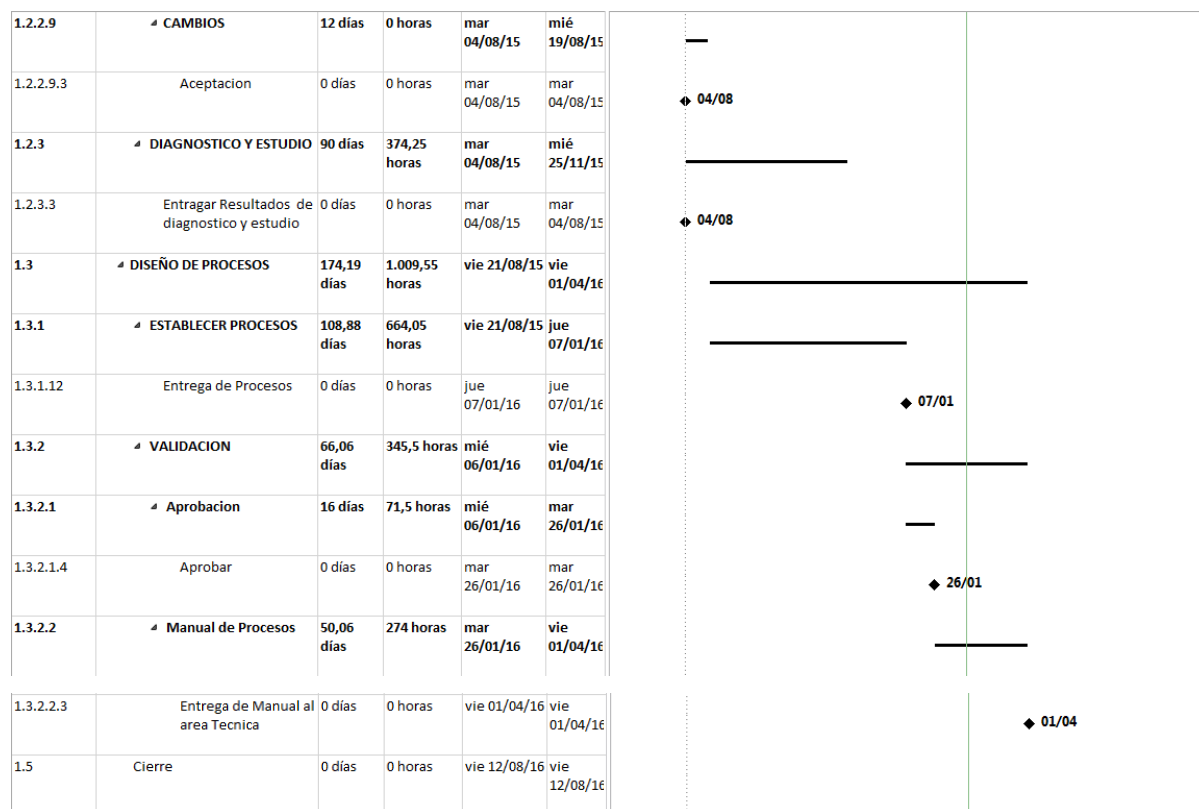 1.2.2.9 CAMBIOS 12 días 0 horas mar mié
04/08/15 19/08/15
1.2.2.9.3 Aceptacion 0 días 0 horas mar mar
04/08/15 04/08/15
04/08
1.2.3 DIAGNOSTICO Y ESTUDIO 90 días 374,25 mar mié
horas 04/08/15 25/11/15
1.2.3.3 Entragar Resultados de 0 días 0 horas mar mar
diagnostico y estudio 04/08/15 04/08/15
04/08
1.3 DISEÑO DE PROCESOS 174,19 1.009,55 vie 21/08/15 vie
días horas 01/04/16
1.3.1 ESTABLECER PROCESOS 108,88 664,05 vie 21/08/15 jue
días horas 07/01/16
1.3.1.12 Entrega de Procesos 0 días 0 horas jue jue
07/01/16 07/01/16
07/01
1.3.2 VALIDACION 66,06 345,5 horas mié vie
días 06/01/16 01/04/16
1.3.2.1 Aprobacion 16 días 71,5 horas mié mar
06/01/16 26/01/16
1.3.2.1.4 Aprobar 0 días 0 horas mar mar
26/01/16 26/01/16
26/01
1.3.2.2 Manual de Procesos 50,06 274 horas mar vie
días 26/01/16 01/04/16
1.3.2.2.3 Entrega de Manual al 0 días 0 horas vie 01/04/16 vie
area Tecnica 01/04/16
01/04
1.5 Cierre 0 días 0 horas vie 12/08/16 vie
12/08/16